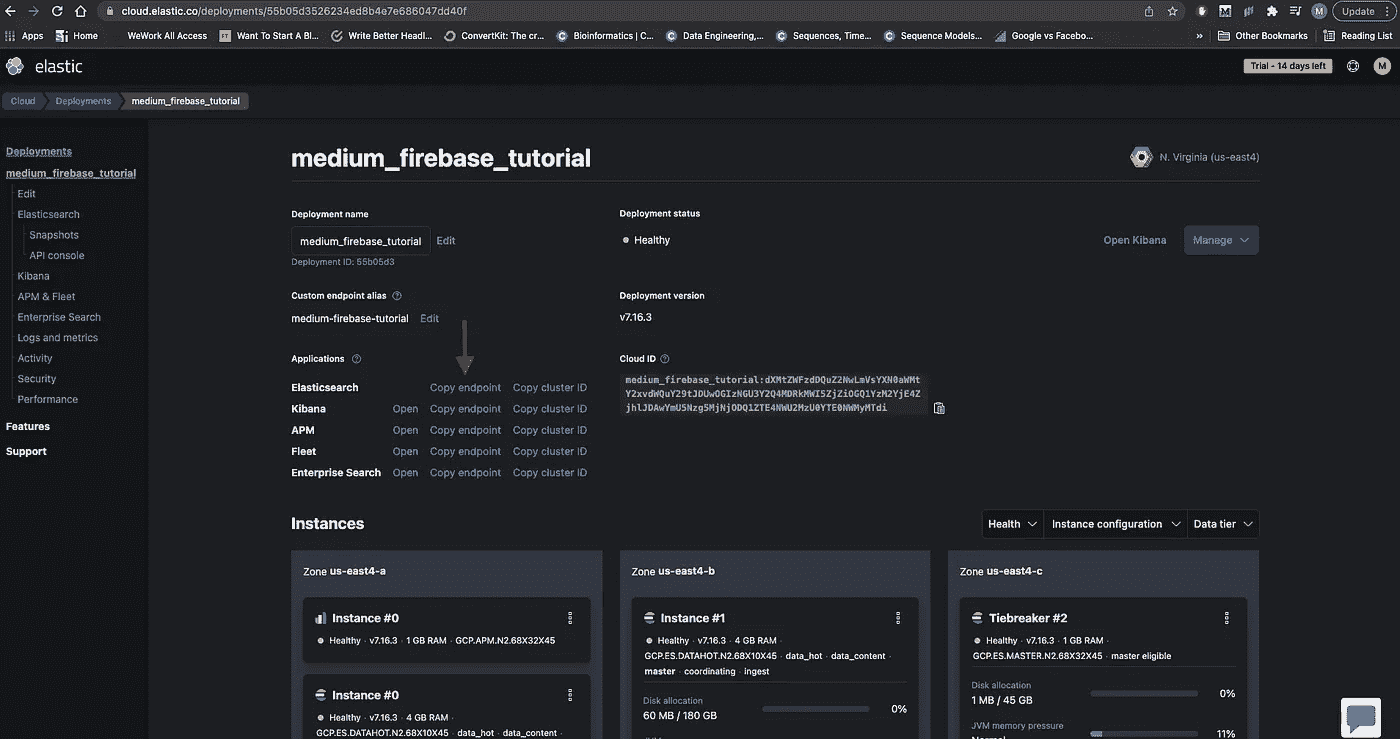 cloud.elastic.co/deployments/55b05d3526234ed8b4e7e686047dd40f
Update
Apps Home WeWork All Access Want To Start A Bl... Write Better Headl... ConvertKit: The cr... Bioinformatics | C... Data Engineering,... Sequences, Time... Sequence Models... Google vs Facebo... » Other Bookmarks Reading List
elastic
Trial - 14 days left
M
Cloud Deployments medium_firebase_tutorial
Deployments
medium_firebase_tutorial
Edit
Elasticsearch
Snapshots
API console
Kibana
APM & Fleet
Enterprise Search
Logs and metrics
Activity
Security
Performance
Features
Support
medium_firebase_tutorial
N. Virginia (us-east4)
Deployment name
medium_firebase_tutorial Edit
Deployment ID: 55b05d3
Deployment status
Healthy
Open Kibana Manage
Custom endpoint alias
medium-firebase-tutorial Edit
Deployment version
v7.16.3
Applications
Elasticsearch Copy endpoint Copy cluster ID
Kibana Open Copy endpoint Copy cluster ID
APM Open Copy endpoint Copy cluster ID
Fleet Open Copy endpoint Copy cluster ID
Enterprise Search Open Copy endpoint Copy cluster ID
Cloud ID
Instances
Health Instance configuration Data tier
Zone us-east4-a
Instance #0
Healthy · v7.16.3 · 1 GB RAM · GCP.APM.N2.68X32X45
Instance #0
Healthy · v7.16.3 · 4 GB RAM ·
GCP.ES.DATAHOT.N2.68X10X45 · data_hot · data_content ·
Zone us-east4-b
Instance #1
Healthy · v7.16.3 · 4 GB RAM ·
GCP.ES.DATAHOT.N2.68X10X45 · data_hot · data_content ·
master · coordinating · ingest
Disk allocation
60 MB / 180 GB 0%
Zone us-east4-c
Tiebreaker #2
Healthy · v7.16.3 · 1 GB RAM ·
GCP.ES.MASTER.N2.68X32X45 · master eligible
Disk allocation
1 MB / 45 GB 0%
JVM memory pressure
11%